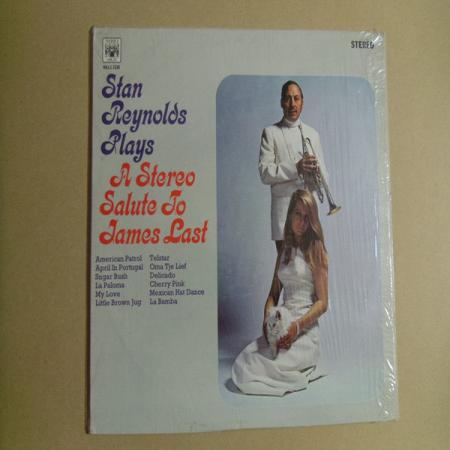 STEREO
Stan
Reynolds
Plays
A Stereo
Salute To
James Last
American Patrol
April In Portugal
Sugar Bush
La Paloma
My Love
Little Brown Jug
Telstar
Oma Tje Lief
Delicado
Cherry Pink
Mexican Hat Dance
La Bamba